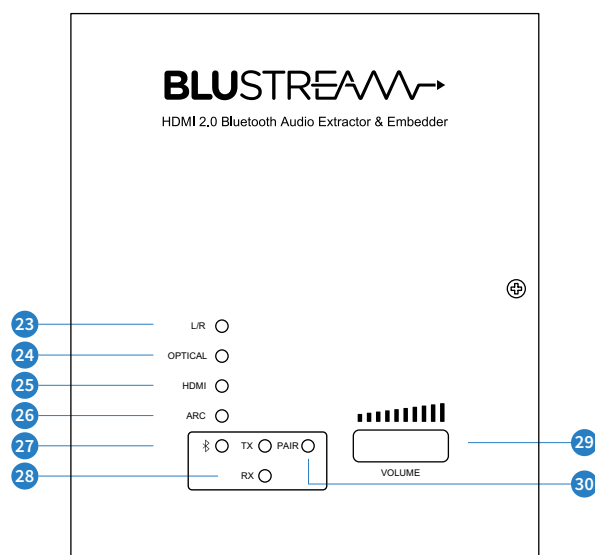 BLUSTREAM
HDMI 2.0 Bluetooth Audio Extractor & Embedder
23 L/R
24 OPTICAL
25 HDMI
26 ARC
27 TX PAIR
28 RX
VOLUME
29
30